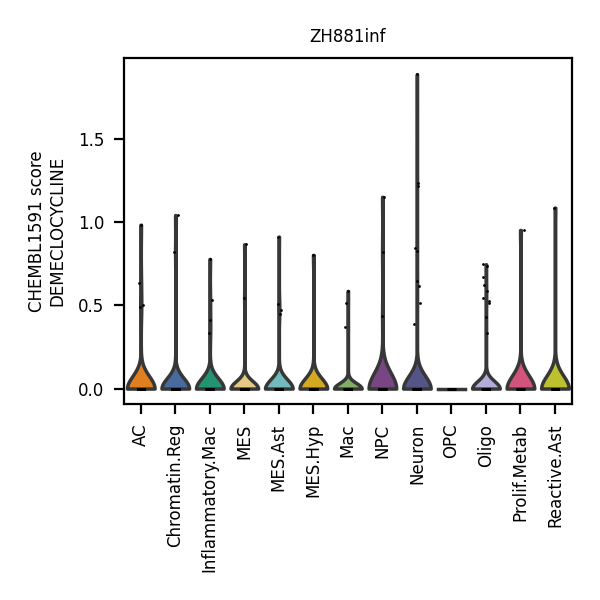 ZH881inf
CHEMBL1591 score
DEMECLOCYCLINE
1.5
1.0
0.5
0.0
AC
Chromatin.Reg
Inflammatory.Mac
MES
MES.Ast
MES.Hyp
Mac
NPC
Neuron
OPC
Oligo
Prolif.Metab
Reactive.Ast